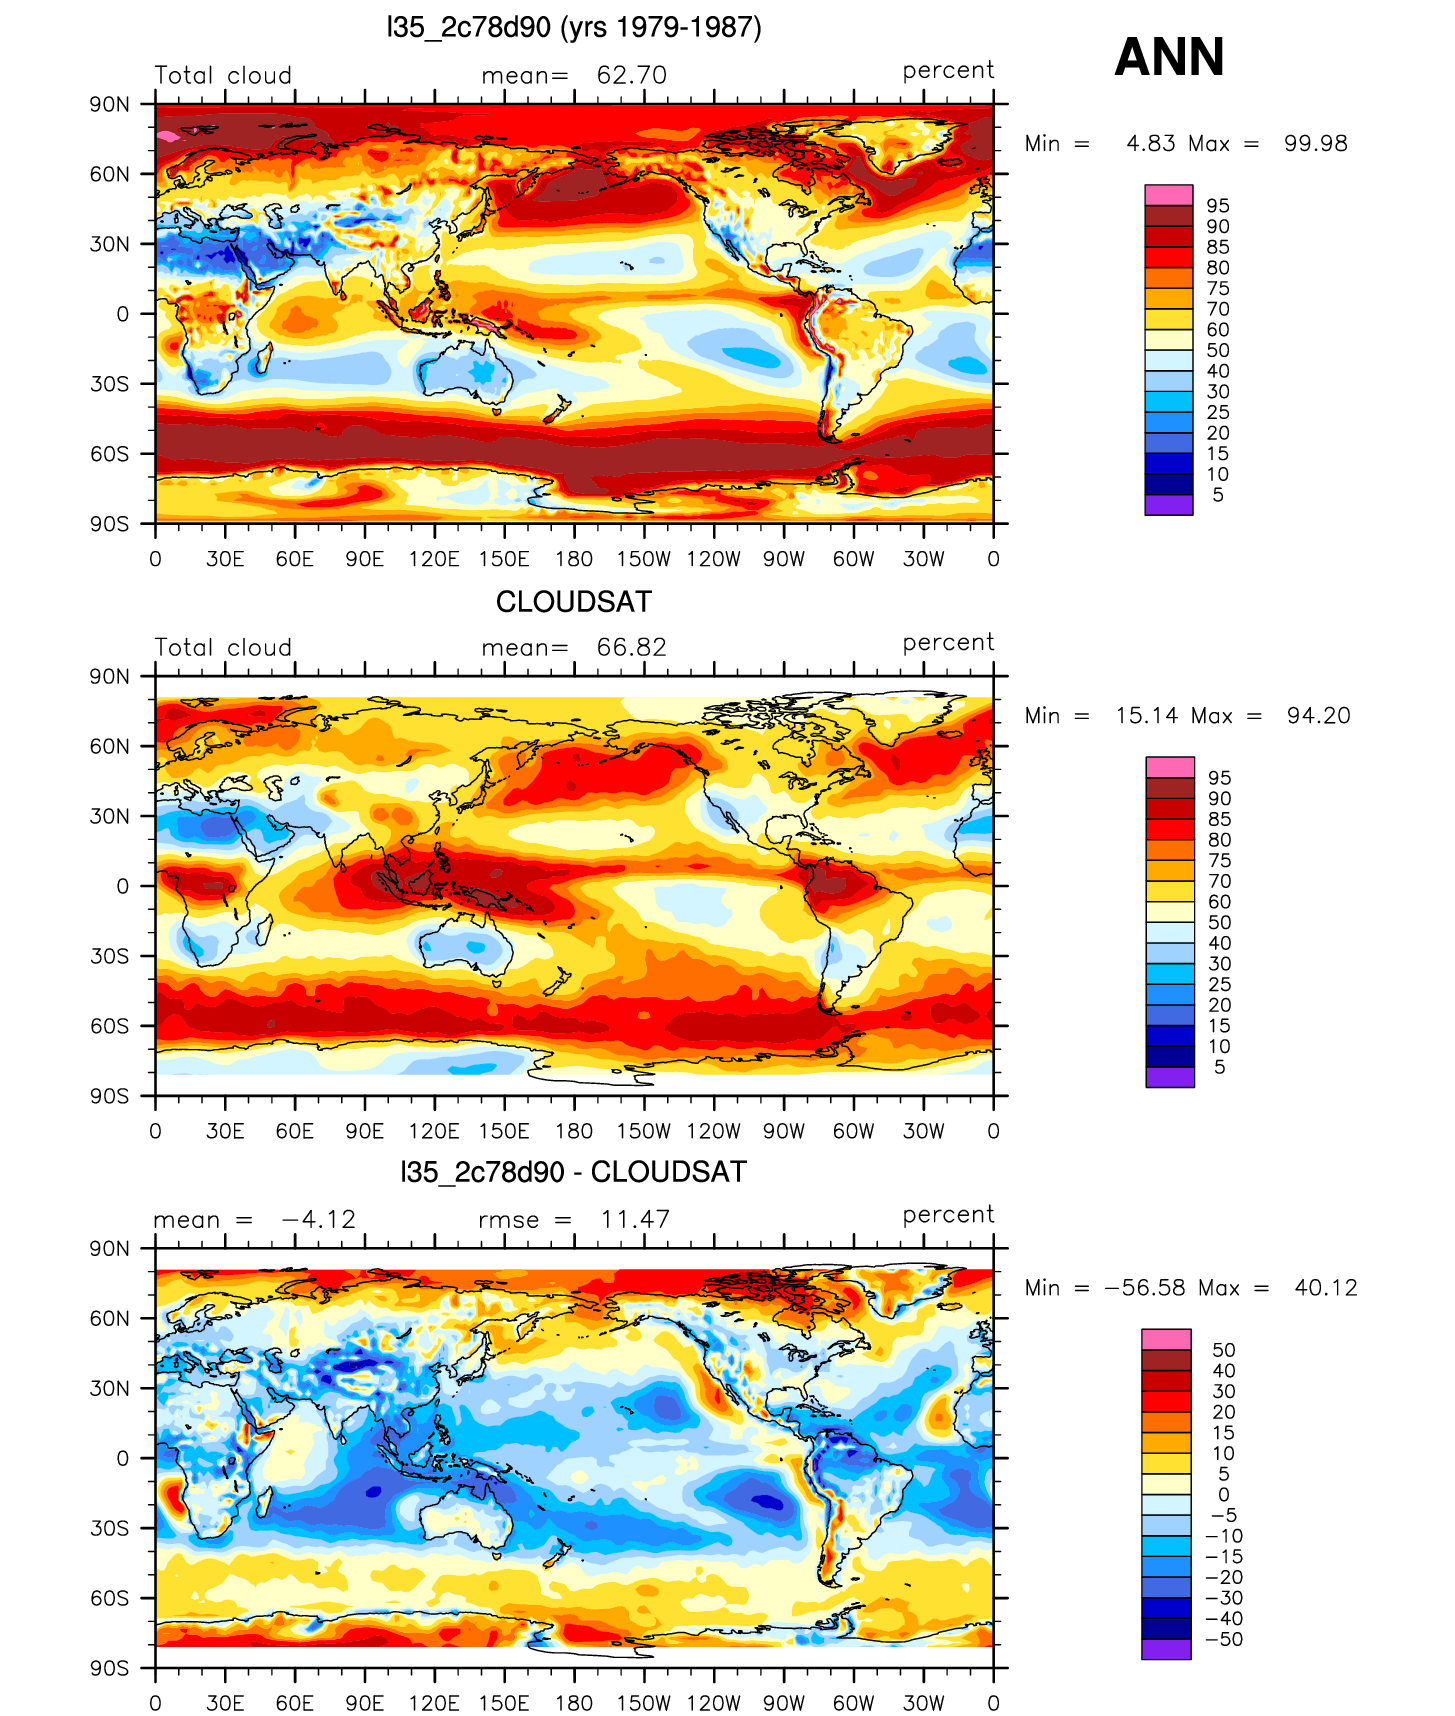 l35_2c78d90 (yrs 1979-1987)
ANN
Total cloud mean= 62.70 percent
Min = 4.83 Max = 99.98
90N
60N
30N
0
30S
60S
90S
0 30E 60E 90E 120E 150E 180 150W 120W 90W 60W 30W 0
95
90
85
80
75
70
60
50
40
30
25
20
15
10
5
CLOUDSAT
Total cloud mean= 66.82 percent
Min = 15.14 Max = 94.20
90N
60N
30N
0
30S
60S
90S
0 30E 60E 90E 120E 150E 180 150W 120W 90W 60W 30W 0
95
90
85
80
75
70
60
50
40
30
25
20
15
10
5
l35_2c78d90 - CLOUDSAT
mean = −4.12 rmse = 11.47 percent
Min = −56.58 Max = 40.12
90N
60N
30N
0
30S
60S
90S
0 30E 60E 90E 120E 150E 180 150W 120W 90W 60W 30W 0
50
40
30
20
15
10
5
0
−5
−10
−15
−20
−30
−40
−50